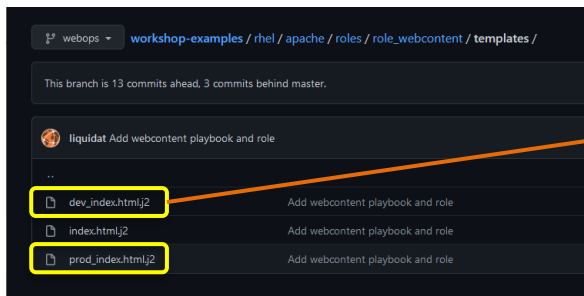 webops workshop-examples / rhel / apache / roles / role_webcontent / templates /
This branch is 13 commits ahead, 3 commits behind master.
liquidat Add webcontent playbook and role
..
dev_index.html.j2 Add webcontent playbook and role
index.html.j2 Add webcontent playbook and role
prod_index.html.j2 Add webcontent playbook and role